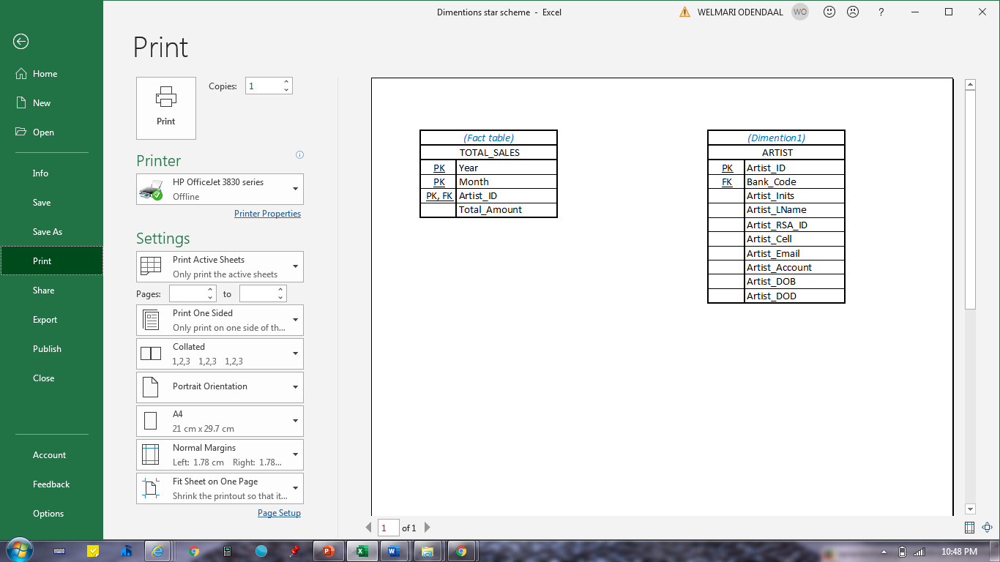 Dimentions star scheme - Excel
WELMARI ODENDAAL
WO
?
Print
Home
New
Open
Info
Save
Save As
Print
Share
Export
Publish
Close
Account
Feedback
Options
Print
Copies: 1
Printer
HP OfficeJet 3830 series
Offline
Printer Properties
Settings
Print Active Sheets
Only print the active sheets
Pages: to
Print One Sided
Only print on one side of th...
Collated
1,2,3 1,2,3 1,2,3
Portrait Orientation
A4
21 cm x 29.7 cm
Normal Margins
Left: 1.78 cm Right: 1.78...
Fit Sheet on One Page
Shrink the printout so that it...
Page Setup
(Fact table)
TOTAL_SALES
PK Year
PK Month
PK, FK Artist_ID
Total_Amount
(Dimention1)
ARTIST
PK Artist_ID
FK Bank_Code
Artist_Inits
Artist_LName
Artist_RSA_ID
Artist_Cell
Artist_Email
Artist_Account
Artist_DOB
Artist_DOD
1 of 1
10:48 PM